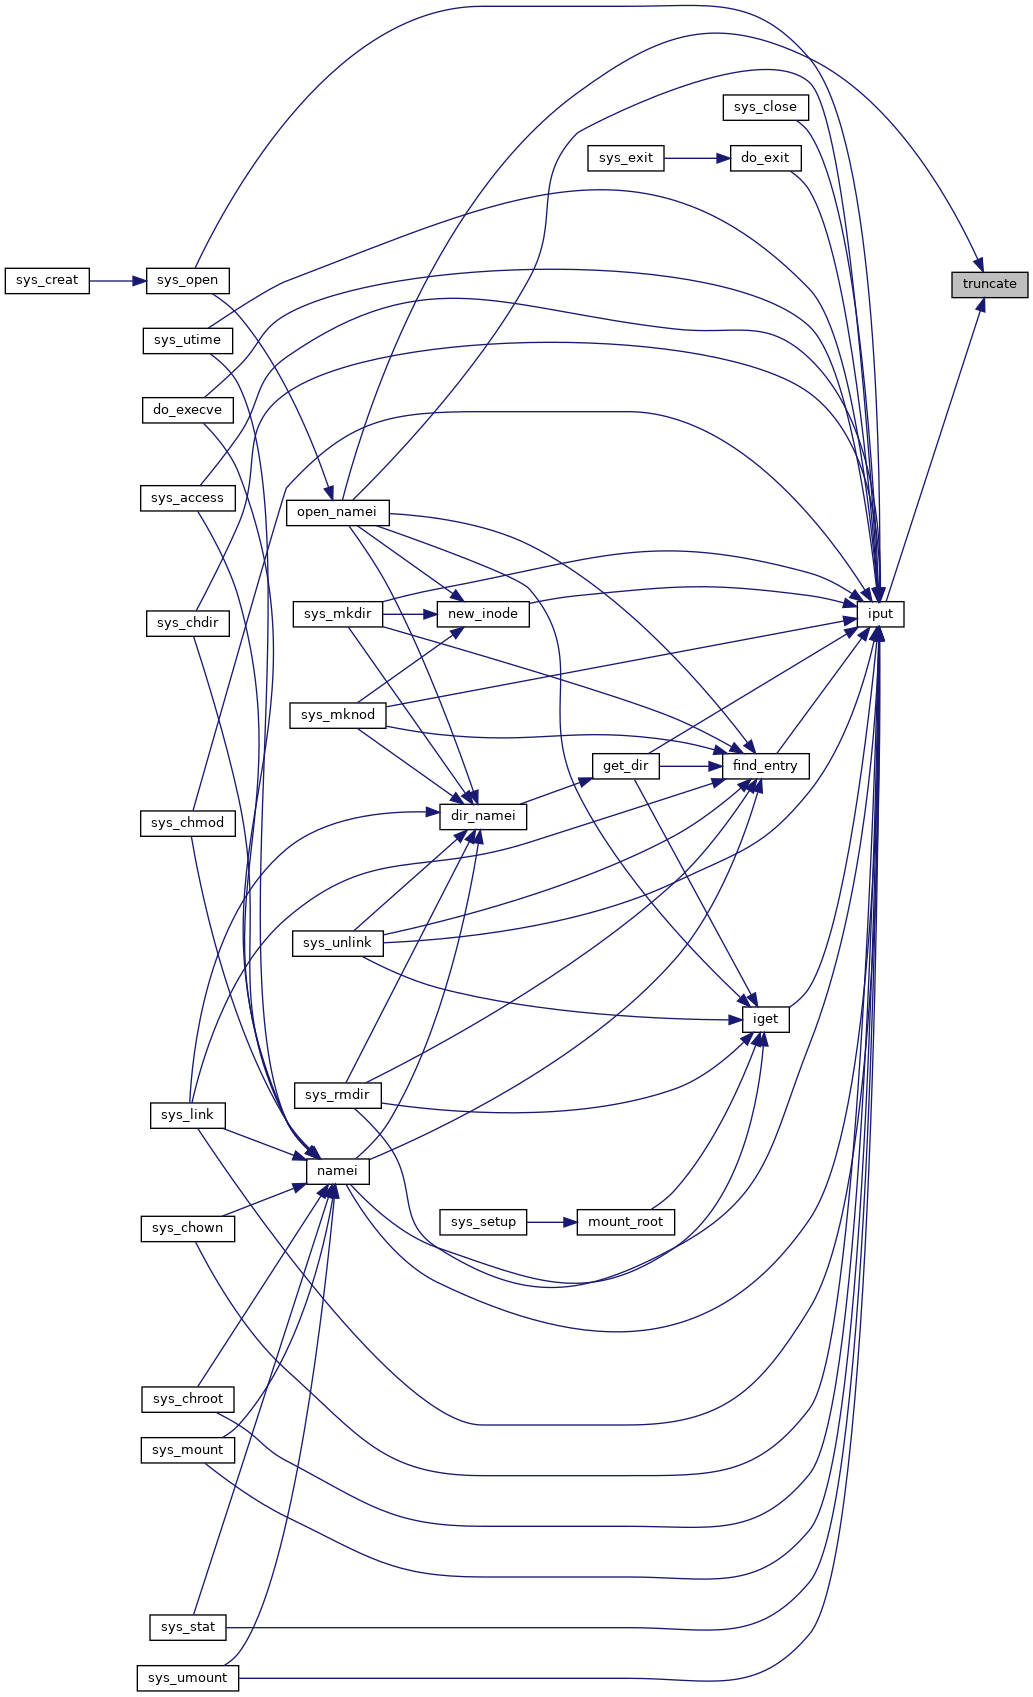 sys_close
sys_exit
do_exit
sys_creat
sys_open
truncate
sys_utime
do_execve
sys_access
open_namei
sys_chdir
sys_mkdir
new_inode
iput
sys_mknod
get_dir
find_entry
sys_chmod
dir_namei
sys_unlink
iget
sys_rmdir
sys_link
namei
sys_chown
sys_setup
mount_root
sys_chroot
sys_mount
sys_stat
sys_umount